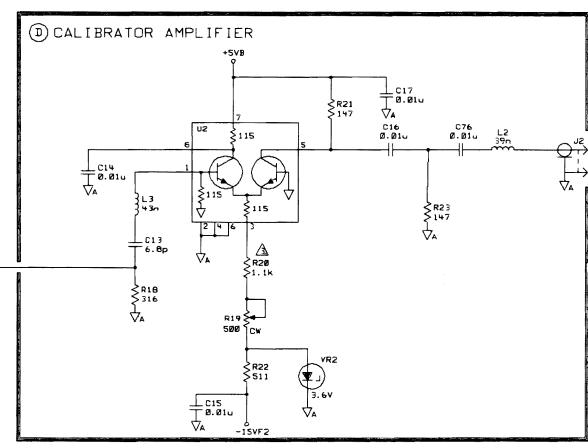 D CALIBRATOR AMPLIFIER
+5VB
C17
0.01u
A
R21
147
7
U2
115
6
5
C16
0.01u
C76
0.01u
L2
39n
J2
A
C14
0.01u
A
1
115
115
L3
43n
R23
147
A
2 4 6 3
A
C13
6.8p
3
R20
1.1k
R18
316
A
R19
500
CW
R22
511
VR2
3.6V
A
C15
0.01u
A
-15VF2